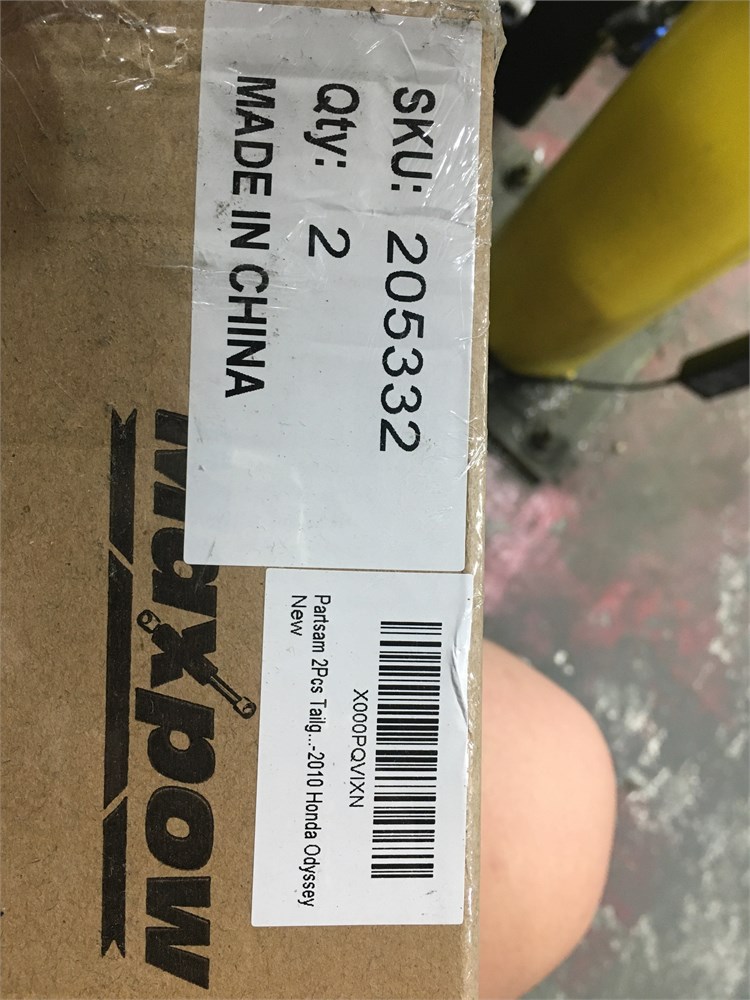 SKU: 205332
Qty: 2
MADE IN CHINA
X000PQVIXN
Partsam 2Pcs Tailg...-2010 Honda Odyssey
New
Maxpow